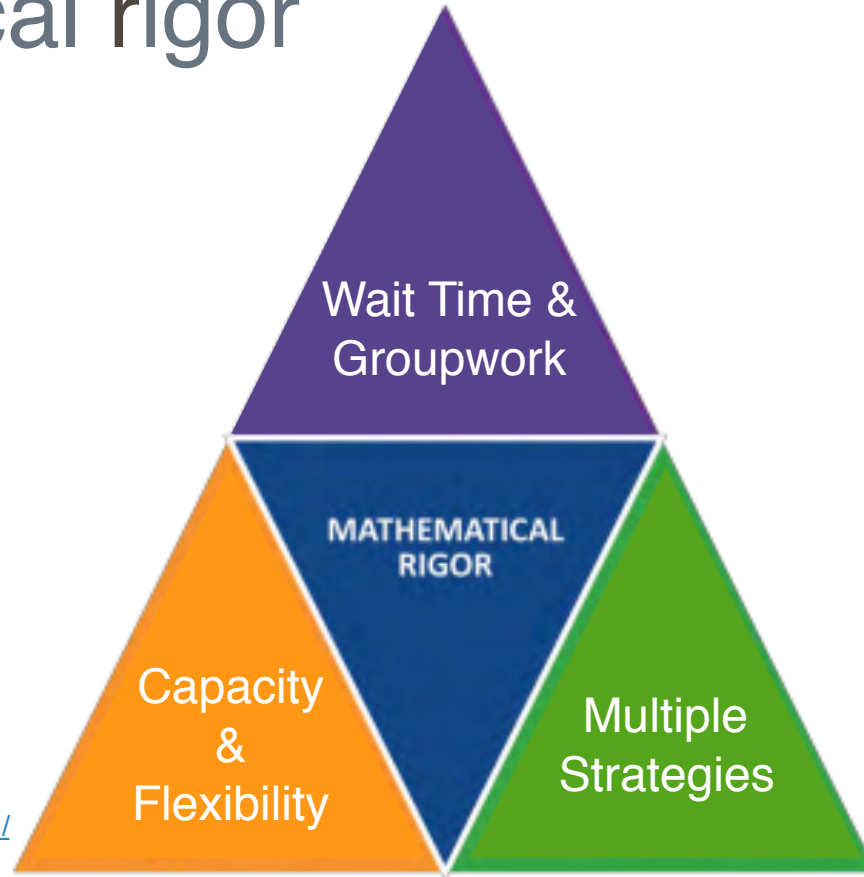 cal rigor
Wait Time &
Groupwork
MATHEMATICAL
RIGOR
Capacity
&
Flexibility
Multiple
Strategies
/